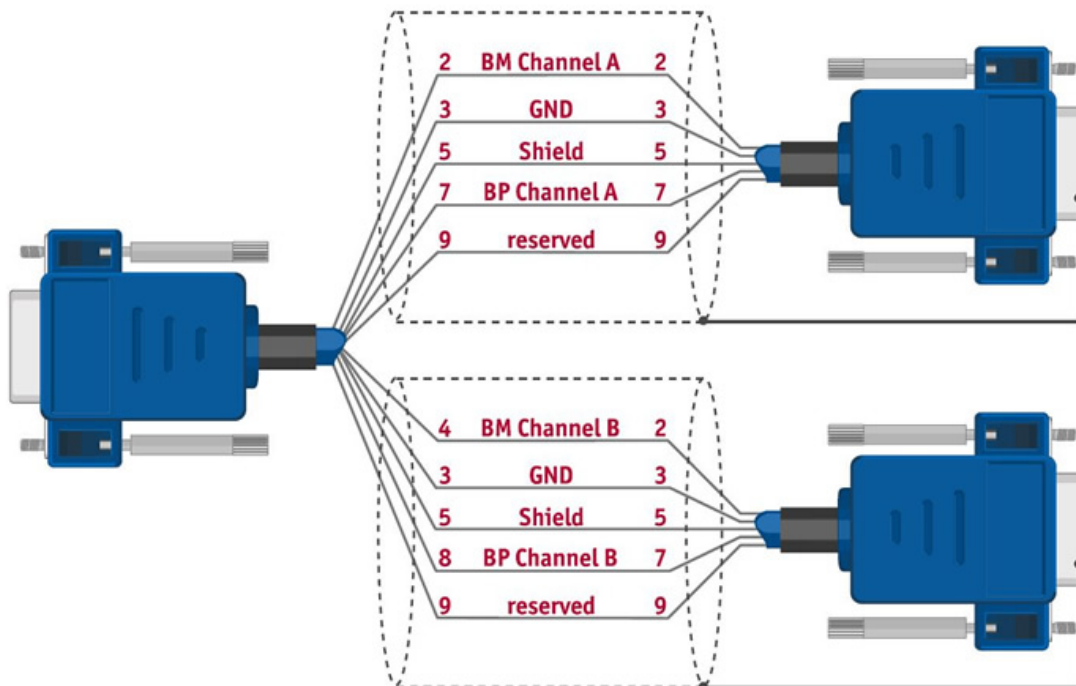 2 BM Channel A 2
3 GND 3
5 Shield 5
7 BP Channel A 7
9 reserved 9
4 BM Channel B 2
3 GND 3
5 Shield 5
8 BP Channel B 7
9 reserved 9